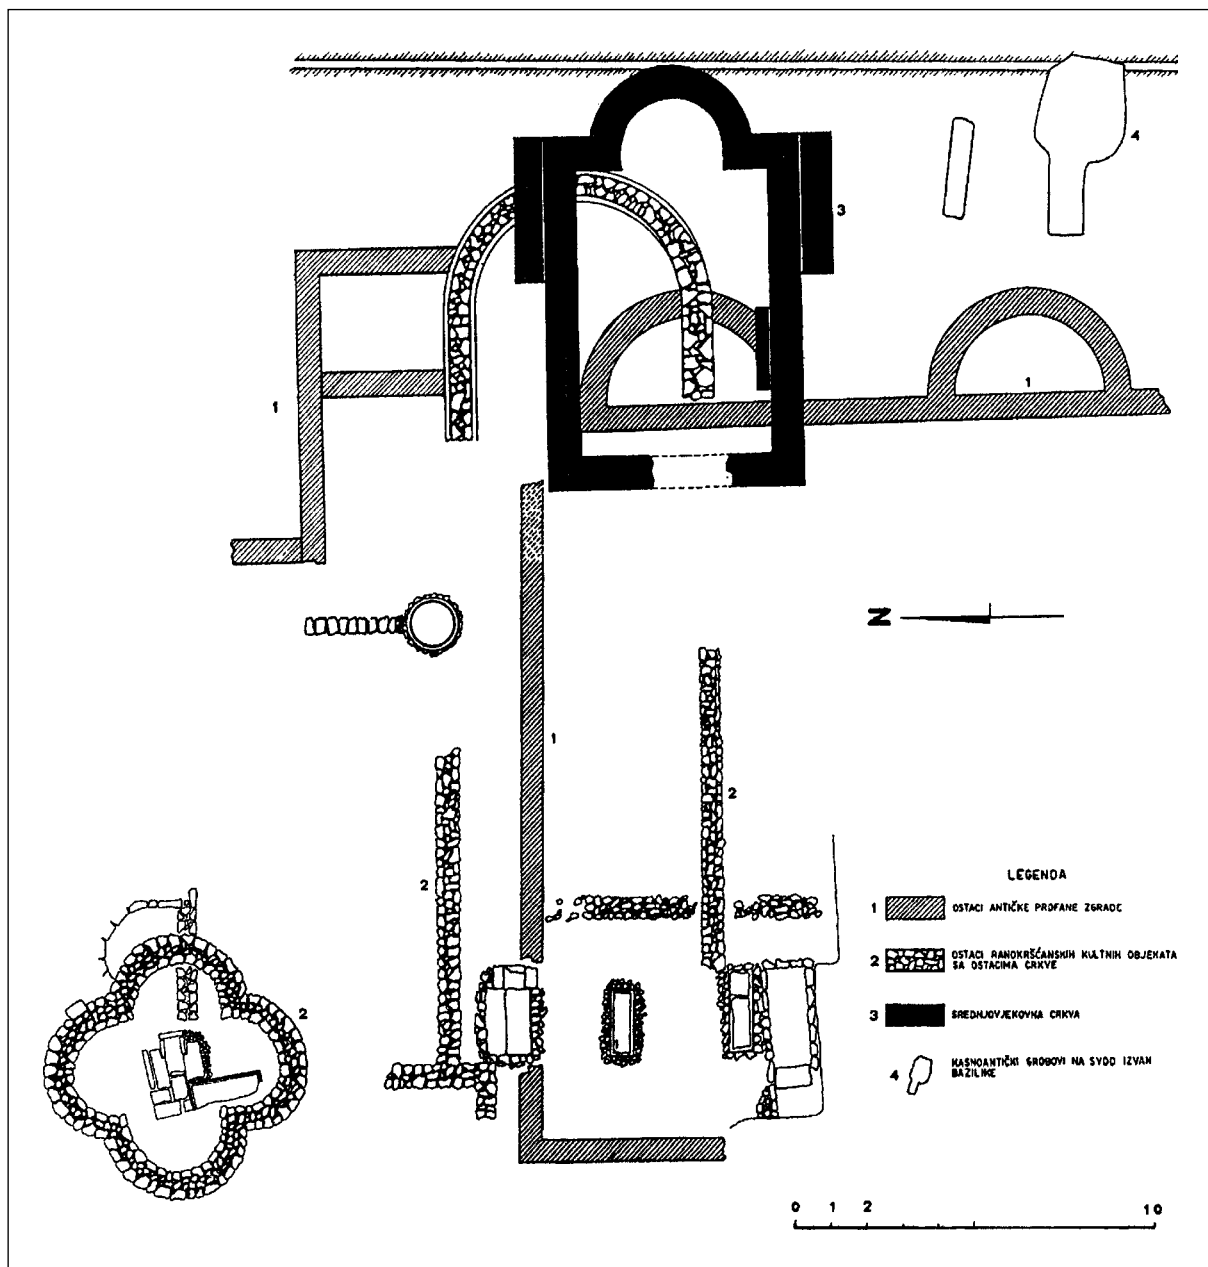 4
3
1
1
N
1
2
2
2
LEGENDA
1 OSTACI ANTIČKE PROFANE ZGRADE
2 OSTACI RANOKRŠĆANSKIH KULTNIH OBJEKATA
SA OSTACIMA CRKVE
3 SREDNJOVJEKOVNA CRKVA
4 KASNOANTIČKI GROBOVI NA SVOD IZVAN
BAZILIKE
0 1 2 10